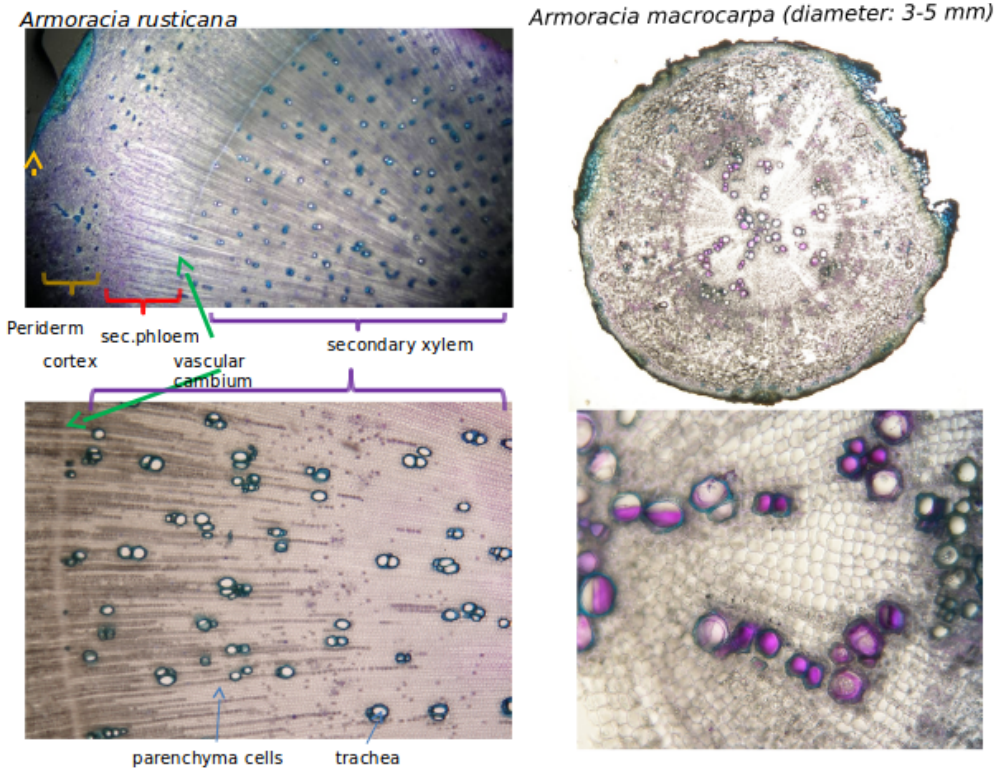 Armoracia rusticana
Armoracia macrocarpa (diameter: 3-5 mm)
Periderm
sec.phloem
secondary xylem
cortex
vascular
cambium
parenchyma cells
trachea